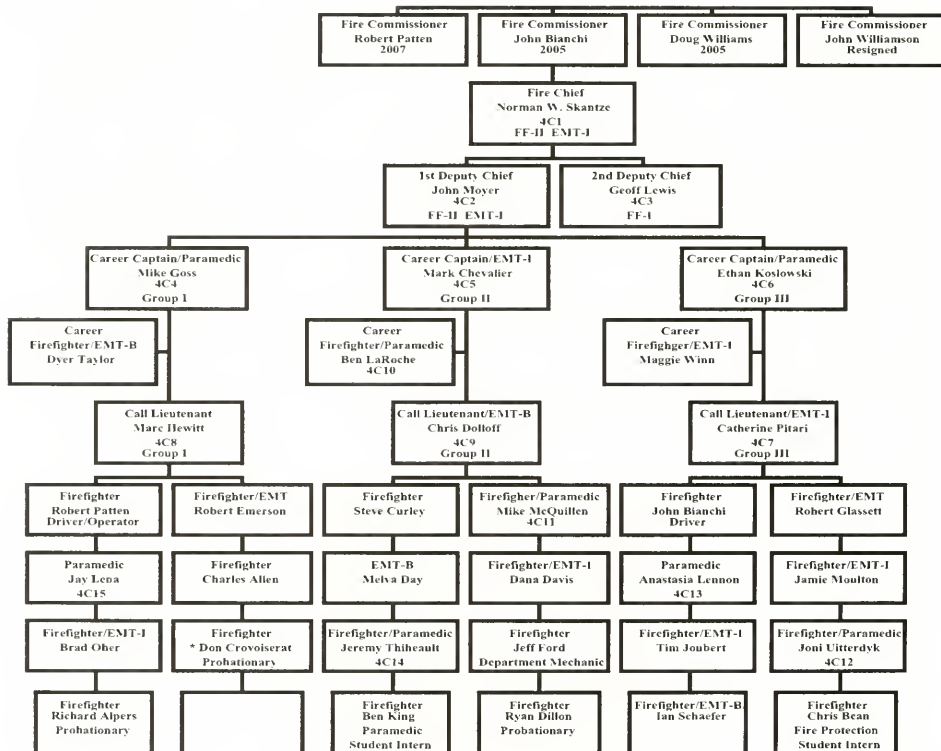 Fire Commissioner
Robert Patten
2007
Fire Commissioner
John Bianchi
2005
Fire Commissioner
Doug Williams
2005
Fire Commissioner
John Williamson
Resigned
Fire Chief
Norman W. Skantze
4C1
FF-II EMT-I
1st Deputy Chief
John Moyer
4C2
FF-II EMT-I
2nd Deputy Chief
Geoff Lewis
4C3
FF-I
Career Captain/Paramedic
Mike Goss
4C4
Group I
Career Captain/EMT-I
Mark Chevalier
4C5
Group II
Career Captain/Paramedic
Ethan Koslowski
4C6
Group III
Career
Firefighter/EMT-B
Dyer Taylor
Career
Firefighter/Paramedic
Ben LaRoche
4C10
Career
Firefighger/EMT-I
Maggie Winn
Call Lieutenant
Marc Hewitt
4C8
Group I
Call Lieutenant/EMT-B
Chris Dolloff
4C9
Group II
Call Lieutenant/EMT-I
Catherine Pitari
4C7
Group III
Firefighter
Robert Patten
Driver/Operator
Firefighter/EMT
Robert Emerson
Firefighter
Steve Curley
Firefigher/Paramedic
Mike McQuillen
4C11
Firefighter
John Bianchi
Driver
Firefighter/EMT
Robert Glassett
Paramedic
Jay Lena
4C15
Firefighter
Charles Allen
EMT-B
Melva Day
Firefighter/EMT-I
Dana Davis
Paramedic
Anastasia Lennon
4C13
Firefighter/EMT-I
Jamie Moulton
Firefighter/EMT-I
Brad Ober
Firefighter
* Don Crovoiserat
Probationary
Firefighter/Paramedic
Jeremy Thibeault
4C14
Firefighter
Jeff Ford
Department Mechanic
Firefighter/EMT-I
Tim Joubert
Firefighter/Paramedic
Joni Uitterdyk
4C12
Firefighter
Richard Alpers
Probationary
Firefighter
Ben King
Paramedic
Student Intern
Firefighter
Ryan Dillon
Probationary
Firefighter/EMT-B
Ian Schaefer
Firefighter
Chris Bean
Fire Protection
Student Intern